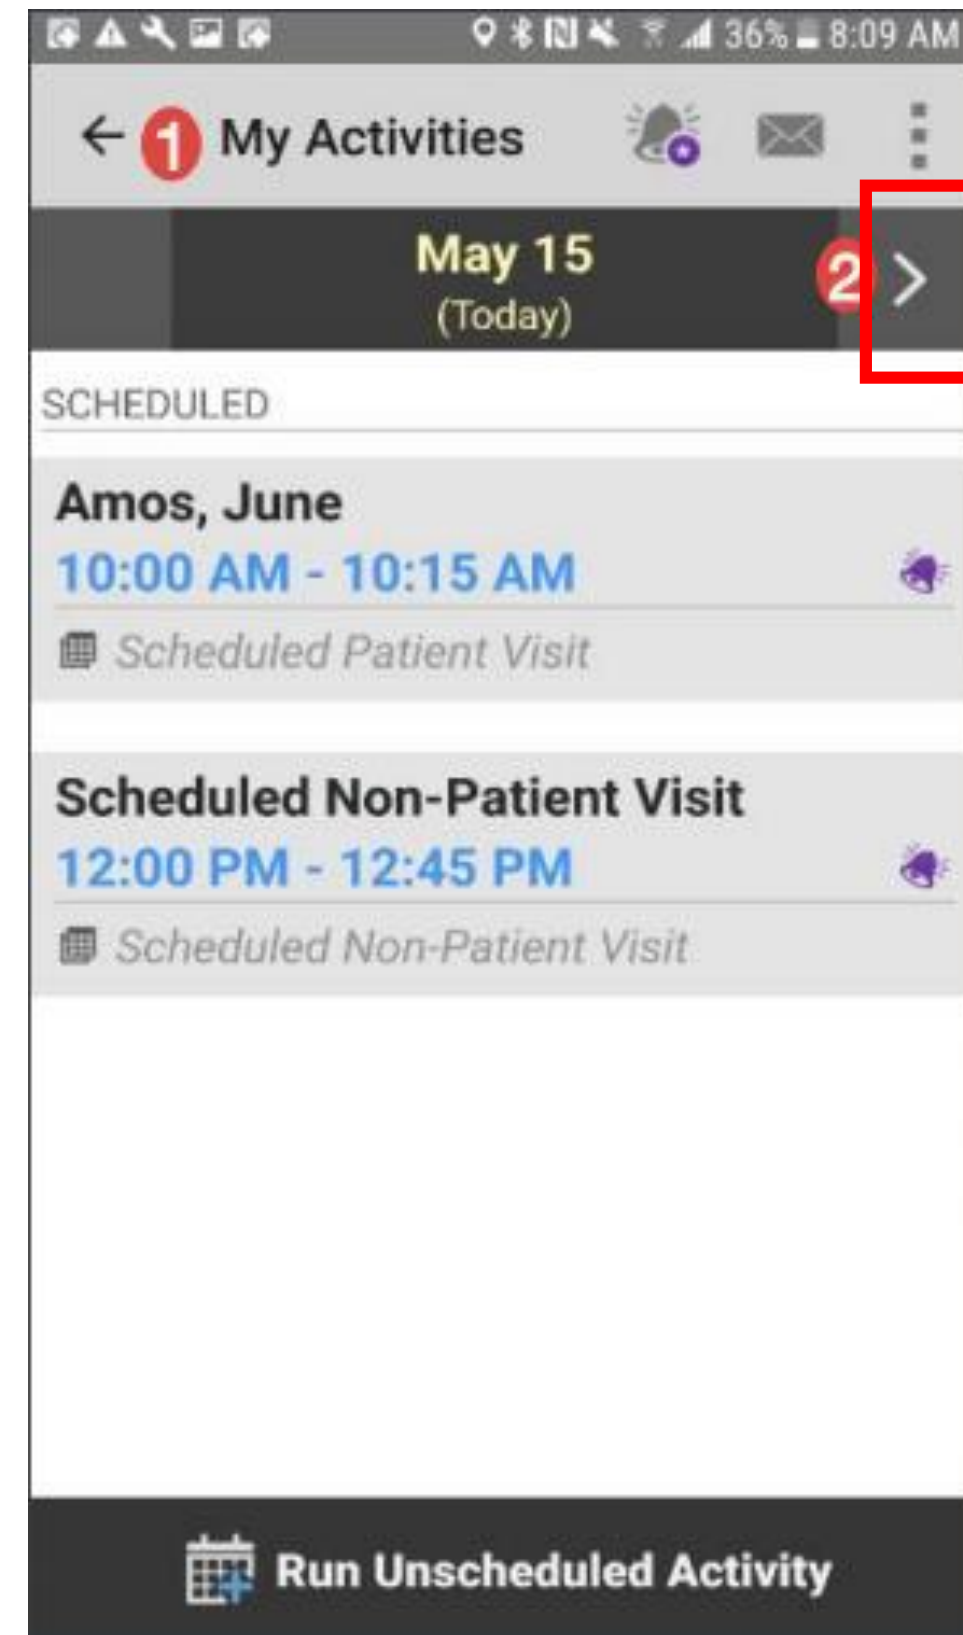 36% 8:09 AM
1 My Activities
May 15
2
(Today)
SCHEDULED
Amos, June
10:00 AM - 10:15 AM
Scheduled Patient Visit
Scheduled Non-Patient Visit
12:00 PM - 12:45 PM
Scheduled Non-Patient Visit
Run Unscheduled Activity